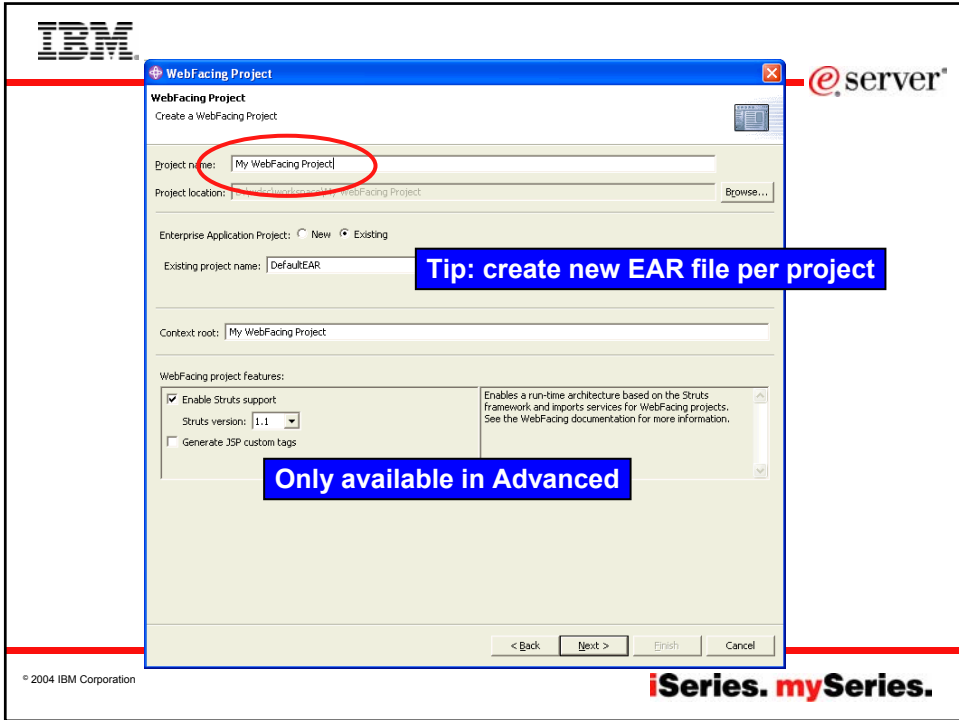 IBM.
e server
WebFacing Project
WebFacing Project
Create a WebFacing Project
Project name: My WebFacing Project
Project location: WebFacing Project Browse...
Enterprise Application Project: New Existing
Existing project name: DefaultEAR
Tip: create new EAR file per project
Context root: My WebFacing Project
WebFacing project features:
Enable Struts support
Struts version: 1.1
Generate JSP custom tags
Enables a run-time architecture based on the Struts
framework and imports services for WebFacing projects.
See the WebFacing documentation for more information.
Only available in Advanced
< Back Next > Finish Cancel
© 2004 IBM Corporation
iSeries. mySeries.